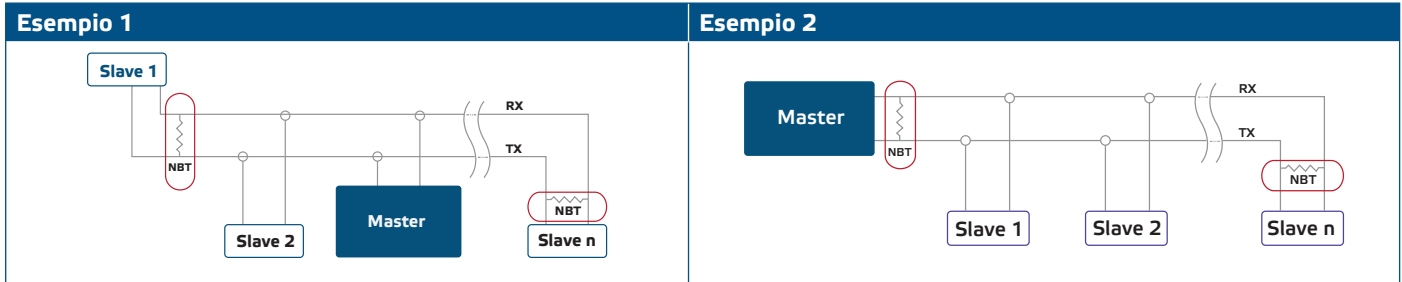 Esempio 1
Slave 1
RX
TX
NBT
NBT
Master
Slave 2
Slave n
Esempio 2
RX
Master
TX
NBT
NBT
Slave 1
Slave 2
Slave n